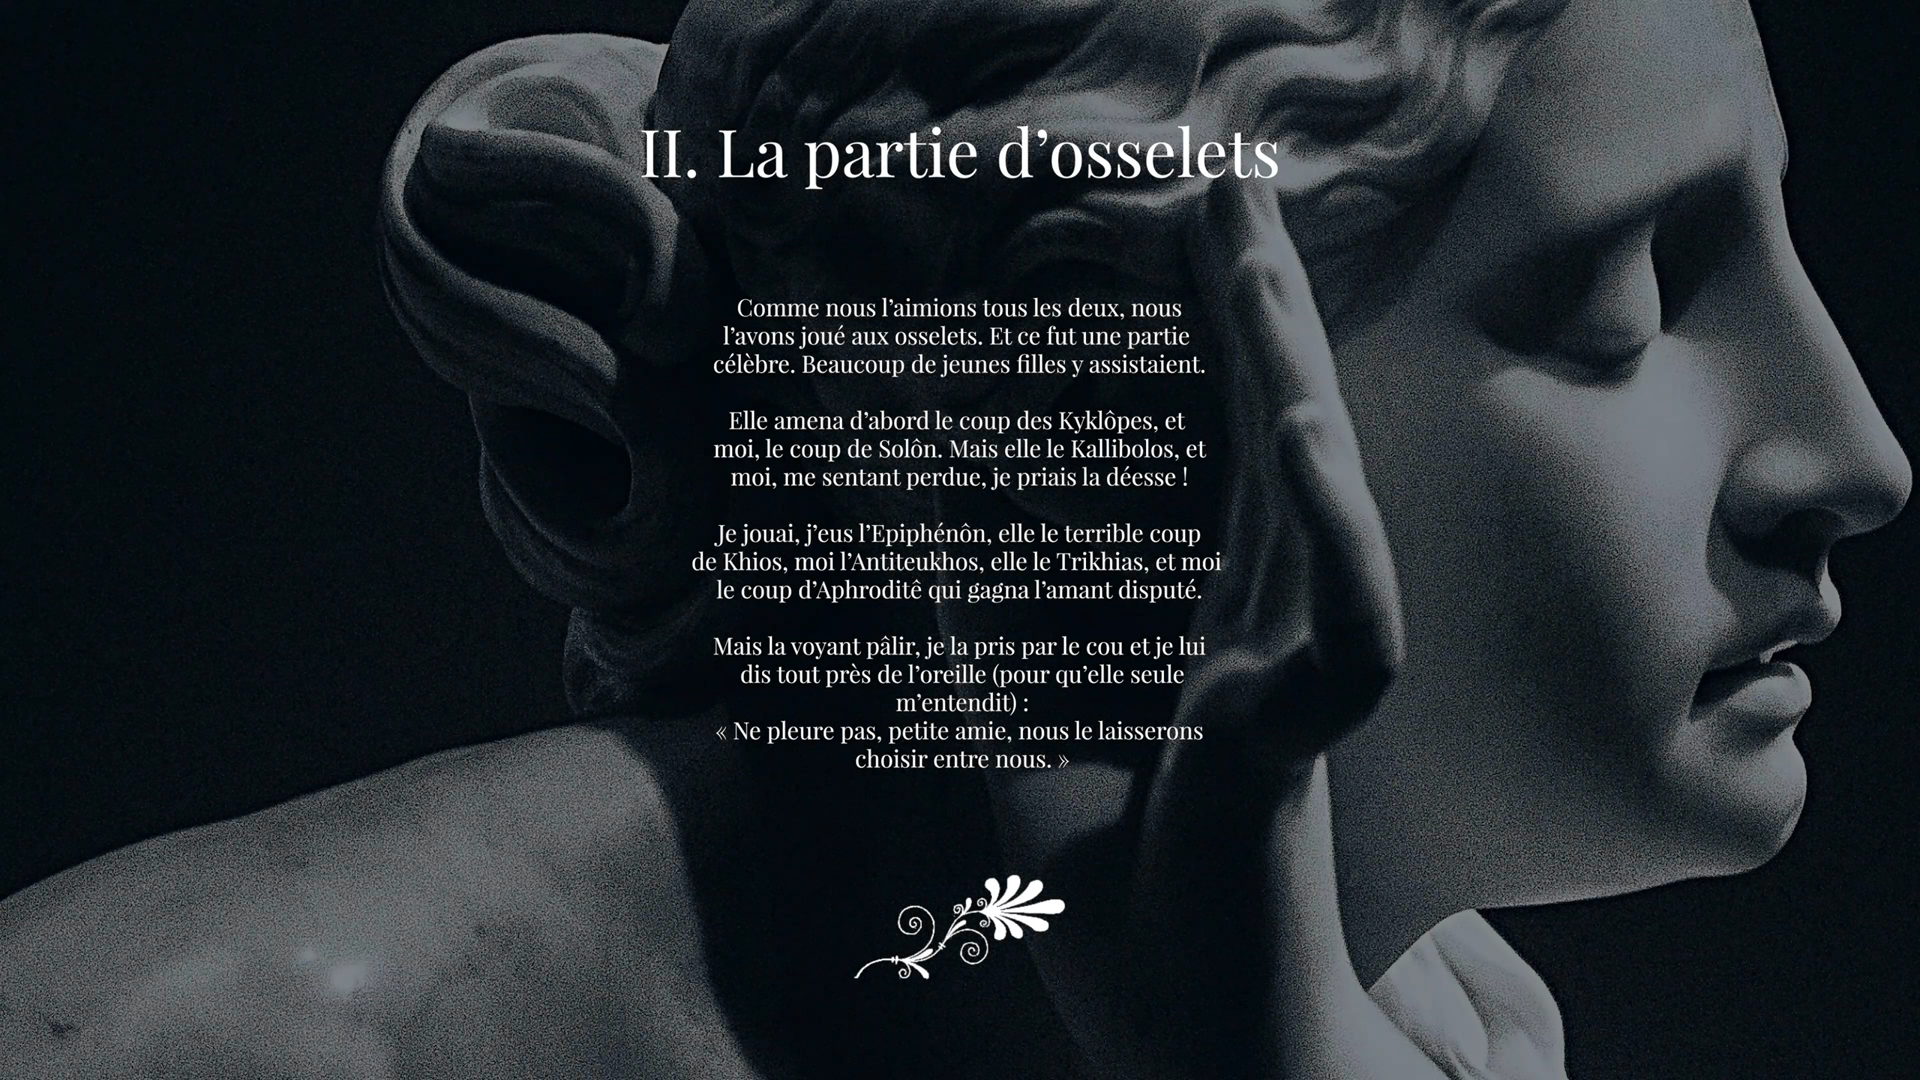 II. La partie d’osselets
Comme nous l’aimions tous les deux, nous
l’avons joué aux osselets. Et ce fut une partie
célèbre. Beaucoup de jeunes filles y assistaient.
Elle amena d’abord le coup des Kyklôpes, et
moi, le coup de Solôn. Mais elle le Kallibolos, et
moi, me sentant perdue, je priais la déesse !
Je jouai, j’eus l’Epiphénôn, elle le terrible coup
de Khios, moi l’Antiteukhos, elle le Trikhias, et moi
le coup d’Aphroditê qui gagna l’amant disputé.
Mais la voyant pâlir, je la pris par le cou et je lui
dis tout près de l’oreille (pour qu’elle seule
m’entendit) :
« Ne pleure pas, petite amie, nous le laisserons
choisir entre nous. »